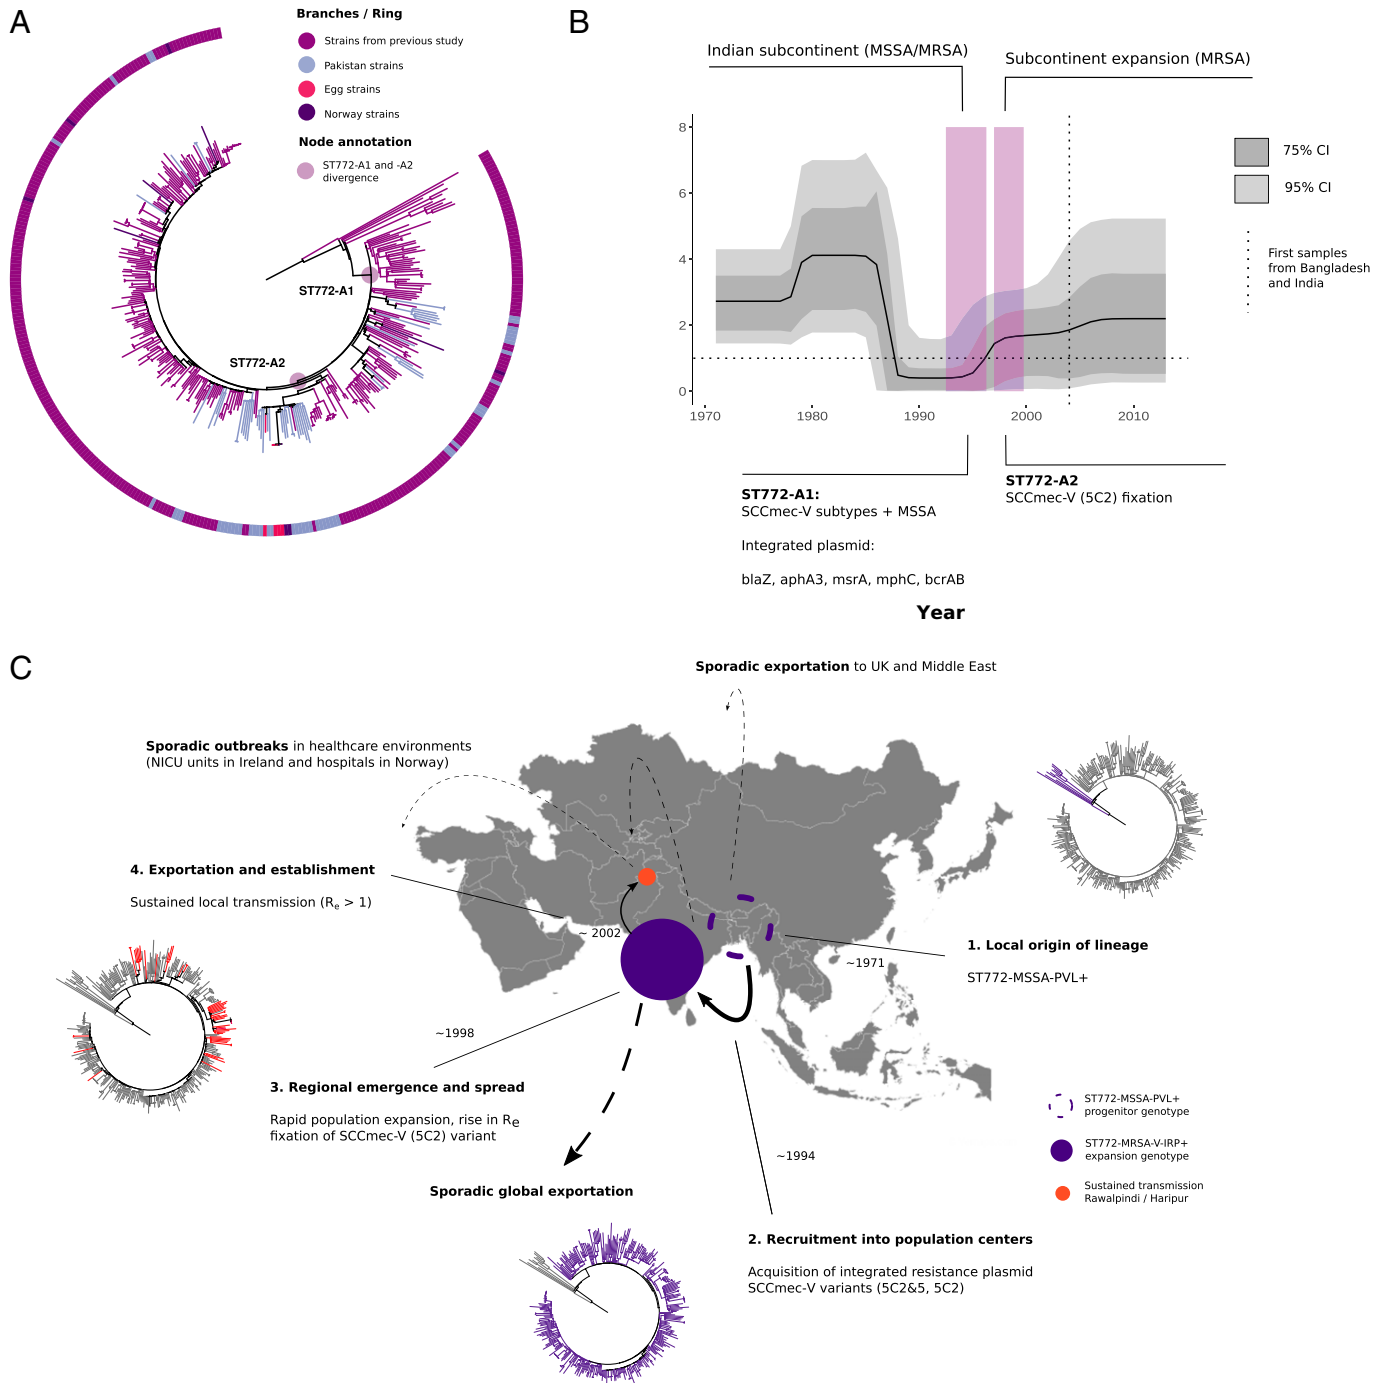 A
Branches / Ring
Strains from previous study
Pakistan strains
Egg strains
Norway strains
Node annotation
ST772-A1 and -A2
divergence
ST772-A1
ST772-A2
B
Indian subcontinent (MSSA/MRSA)
Subcontinent expansion (MRSA)
8
6
4
2
0
1970
1980
1990
2000
2010
75% CI
95% CI
First samples
from Bangladesh
and India
ST772-A1:
SCCmec-V subtypes + MSSA
Integrated plasmid:
blaZ, aphA3, msrA, mphC, bcrAB
ST772-A2
SCCmec-V (5C2) fixation
Year
C
Sporadic exportation to UK and Middle East
Sporadic outbreaks in healthcare environments
(NICU units in Ireland and hospitals in Norway)
4. Exportation and establishment
Sustained local transmission (Re > 1)
~ 2002
~1971
1. Local origin of lineage
ST772-MSSA-PVL+
~1998
3. Regional emergence and spread
Rapid population expansion, rise in Re
fixation of SCCmec-V (5C2) variant
Sporadic global exportation
~1994
2. Recruitment into population centers
Acquisition of integrated resistance plasmid
SCCmec-V variants (5C2&5, 5C2)
ST772-MSSA-PVL+
progenitor genotype
ST772-MRSA-V-IRP+
expansion genotype
Sustained transmission
Rawalpindi / Haripur